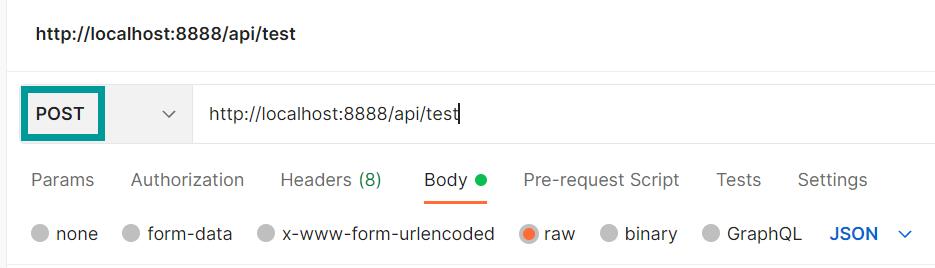 http://localhost:8888/api/test
POST http://localhost:8888/api/test
Params Authorization Headers (8) Body Pre-request Script Tests Settings
none form-data x-www-form-urlencoded raw binary GraphQL JSON